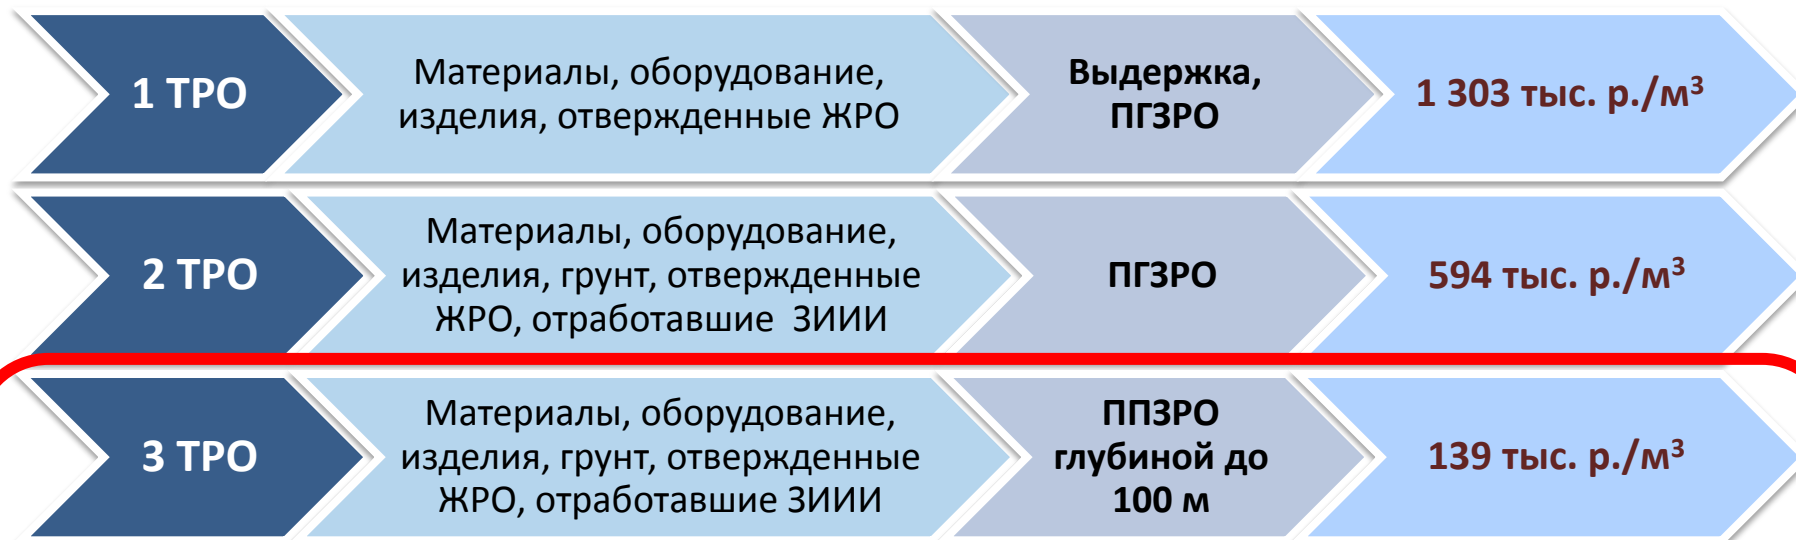 1 ТРО
Материалы, оборудование,
изделия, отвержденные ЖРО
Выдержка,
ПГЗРО
1 303 тыс. р./м³
2 ТРО
Материалы, оборудование,
изделия, грунт, отвержденные
ЖРО, отработавшие ЗИИИ
ПГЗРО
594 тыс. р./м³
3 ТРО
Материалы, оборудование,
изделия, грунт, отвержденные
ЖРО, отработавшие ЗИИИ
ППЗРО
глубиной до
100 м
139 тыс. р./м³